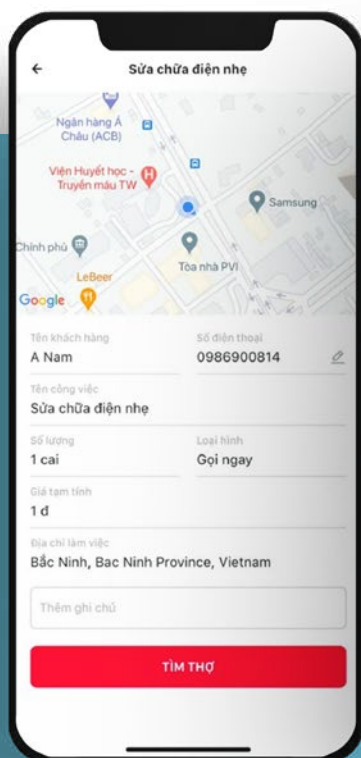 Sửa chữa điện nhẹ
Ngân hàng Á
Châu (ACB)
Viện Huyết học -
Truyền máu TW
Samsung
Chính phủ
Tòa nhà PVI
LeBeer
Google
Tên khách hàng
Số điện thoại
A Nam
0986900814
Tên công việc
Sửa chữa điện nhẹ
Số lượng
Loại hình
1 cai
Gọi ngay
Giá tạm tính
1 đ
Địa chỉ làm việc
Bắc Ninh, Bac Ninh Province, Vietnam
Thêm ghi chú
TÌM THỢ